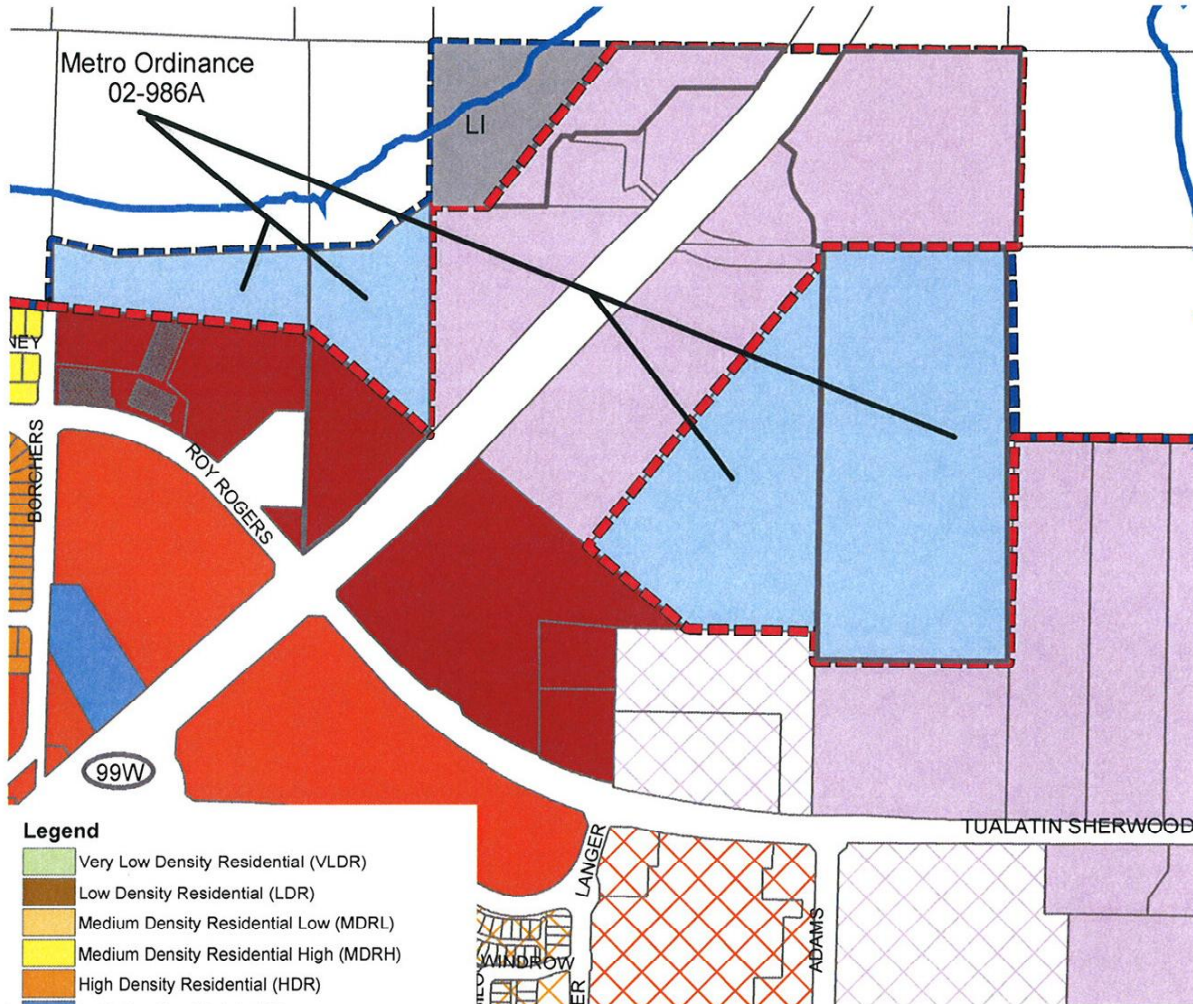 Metro Ordinance
02-986A
LI
NEY
BORCHERS
ROY ROGERS
99W
TUALATIN SHERWOOD
LANGER
ADAMS
WINDROW
ER
Legend
Very Low Density Residential (VLDR)
Low Density Residential (LDR)
Medium Density Residential Low (MDRL)
Medium Density Residential High (MDRH)
High Density Residential (HDR)